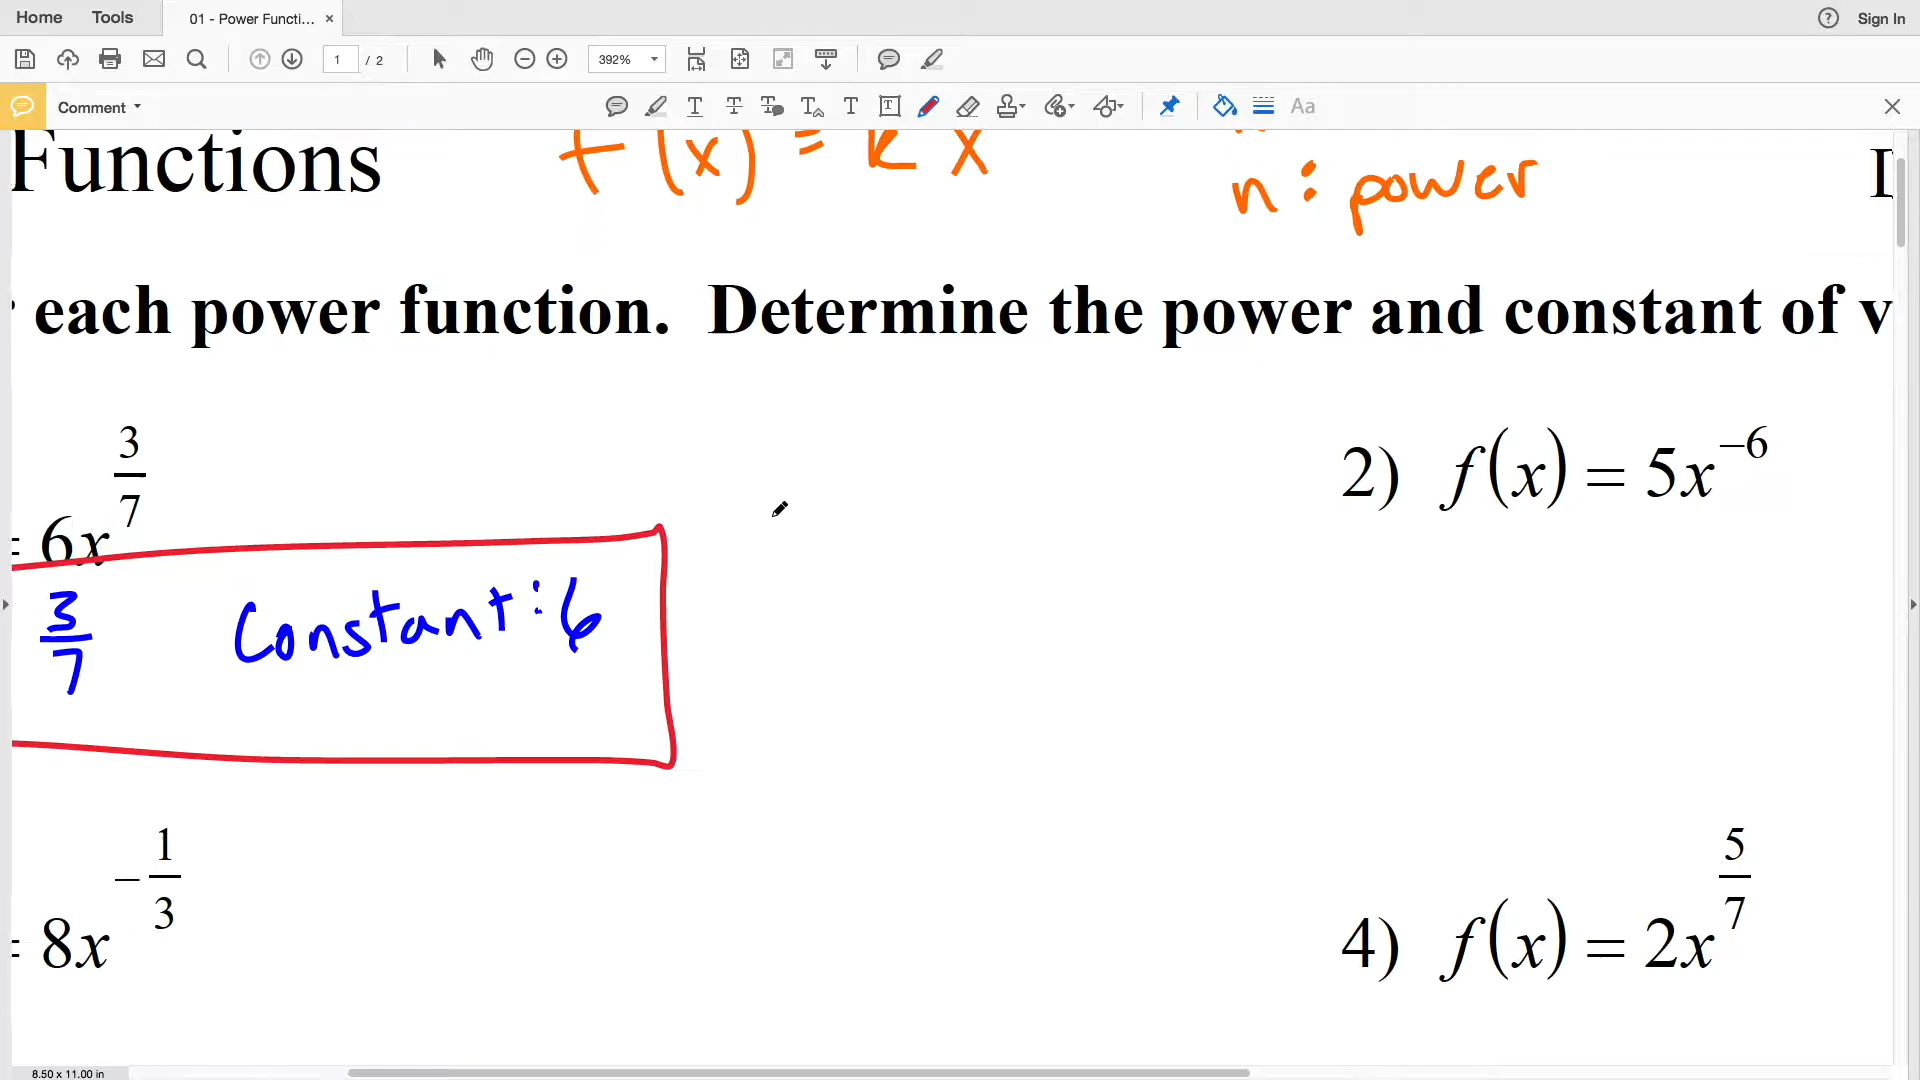 Home Tools 01 - Power Functi... × Sign In
1 / 2 392%
Comment Aa
Functions f(x) = k x
n: power
each power function. Determine the power and constant of v
= 6x^(3/7) 2) f(x) = 5x^(-6)
3/7 Constant: 6
= 8x^(-1/3) 4) f(x) = 2x^(5/7)
8.50 x 11.00 in